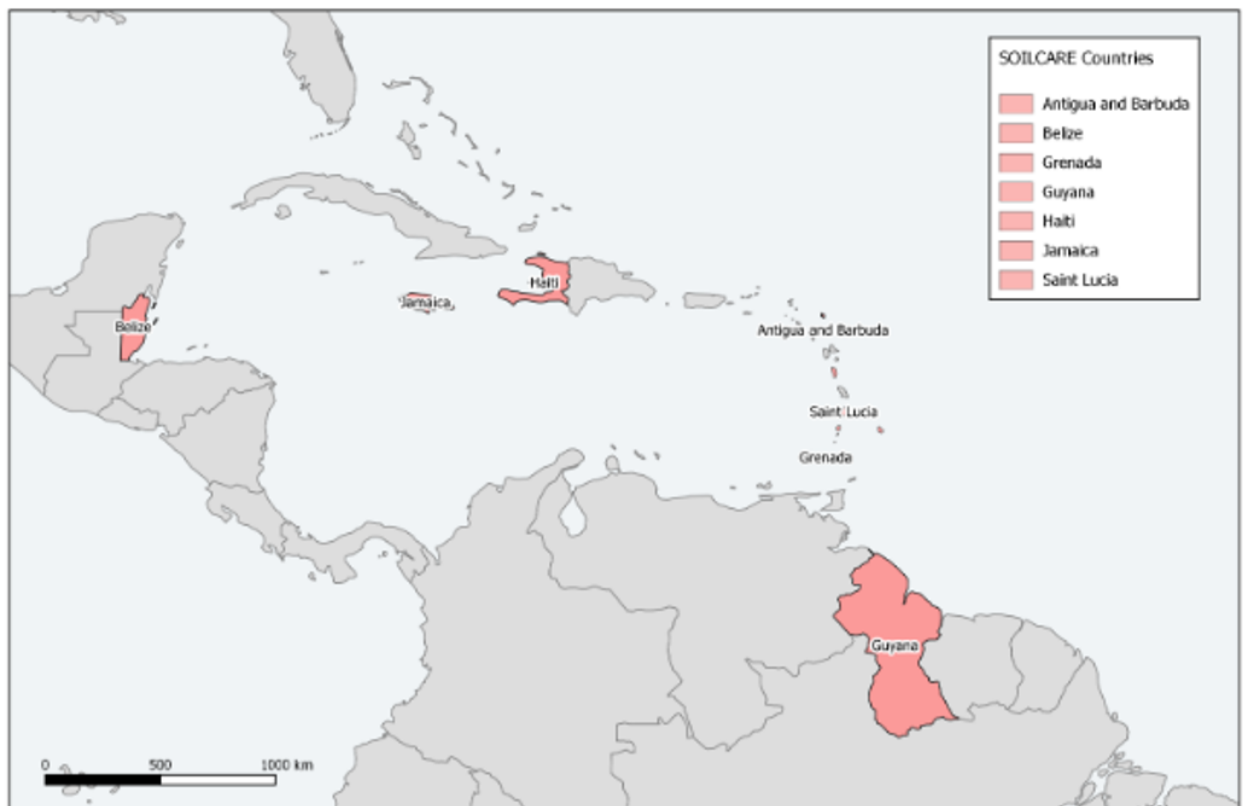 SOILCARE Countries
Antigua and Barbuda
Belize
Grenada
Guyana
Haiti
Jamaica
Saint Lucia
Haiti
Jamaica
Belize
Antigua and Barbuda
Saint Lucia
Grenada
Guyana
0 500 1000 km